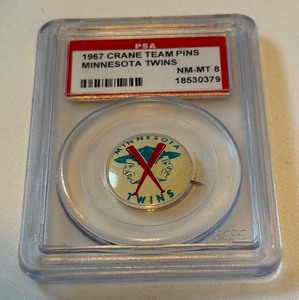 PSA
1967 CRANE TEAM PINS
MINNESOTA TWINS
NM-MT 8
18530379
MINNESOTA
TWINS